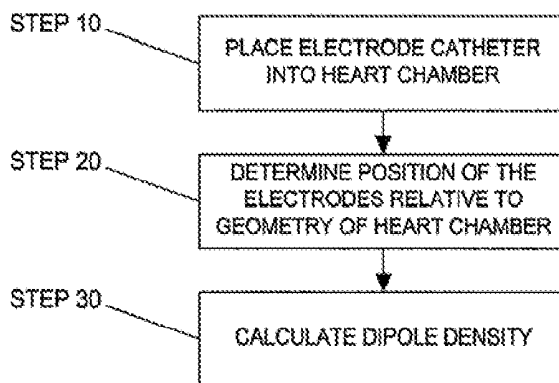 STEP 10
PLACE ELECTRODE CATHETER
INTO HEART CHAMBER
STEP 20
DETERMINE POSITION OF THE
ELECTRODES RELATIVE TO
GEOMETRY OF HEART CHAMBER
STEP 30
CALCULATE DIPOLE DENSITY